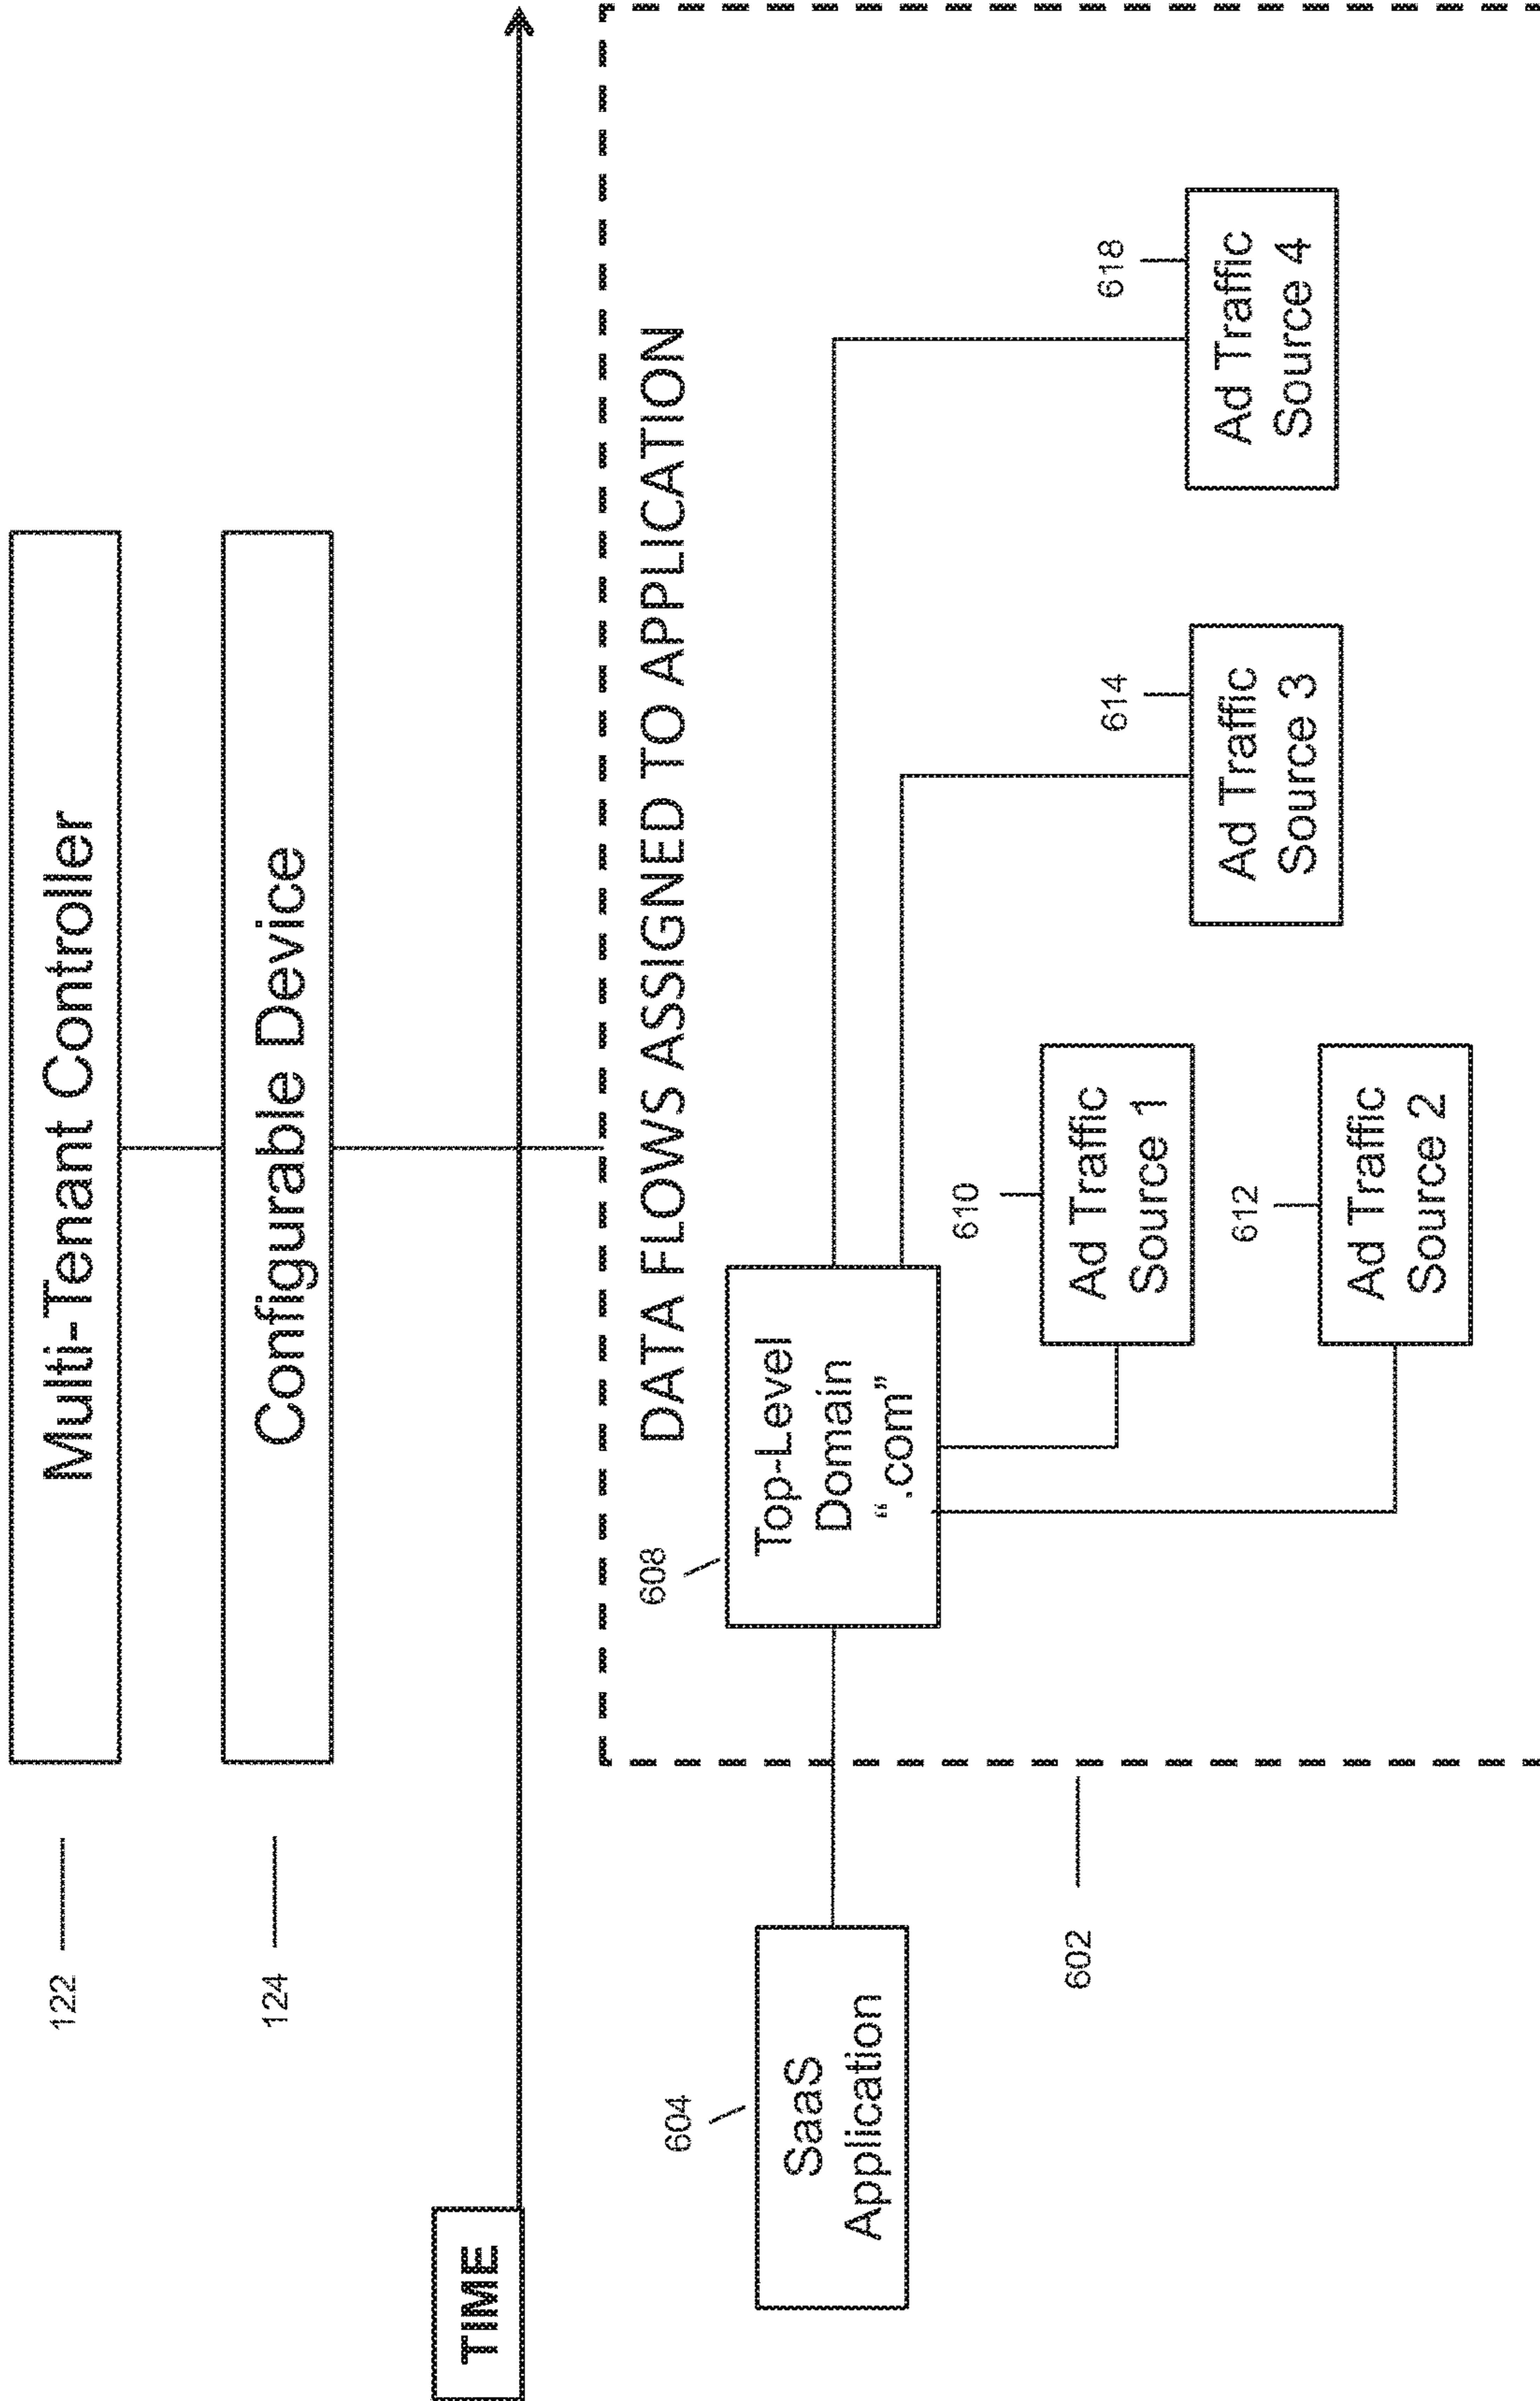 122
Multi-Tenant Controller
124
Configurable Device
TIME
DATA FLOWS ASSIGNED TO APPLICATION
604
SaaS
Application
602
608
Top-Level
Domain
“.com”
610
Ad Traffic
Source 1
612
Ad Traffic
Source 2
614
Ad Traffic
Source 3
618
Ad Traffic
Source 4